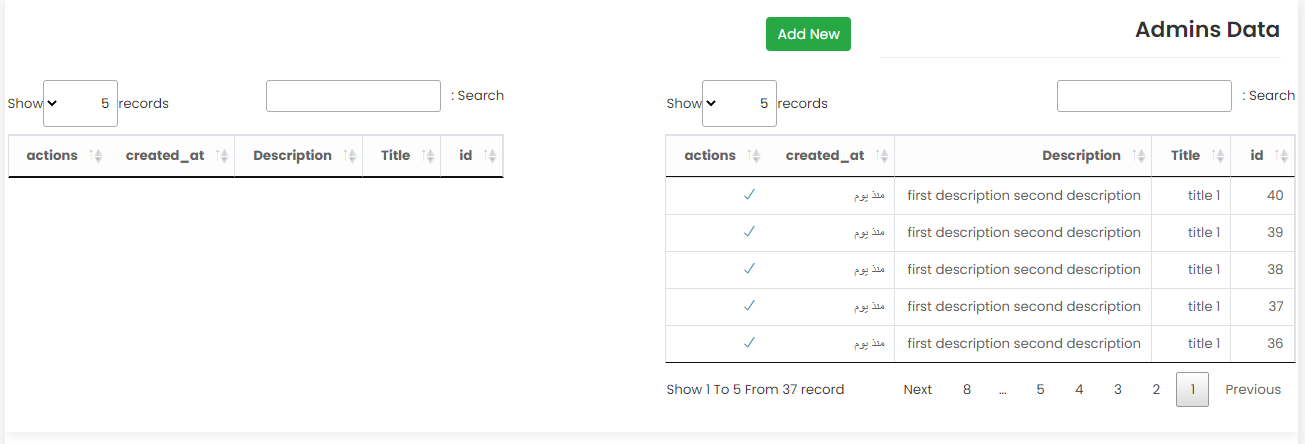 Admins Data
Add New
: Search
Show 5 records
id Title Description created_at actions
40 title 1 first description second description منذ يوم
39 title 1 first description second description منذ يوم
38 title 1 first description second description منذ يوم
37 title 1 first description second description منذ يوم
36 title 1 first description second description منذ يوم
Previous 1 2 3 4 5 ... 8 Next
Show 1 To 5 From 37 record
: Search
Show 5 records
id Title Description created_at actions